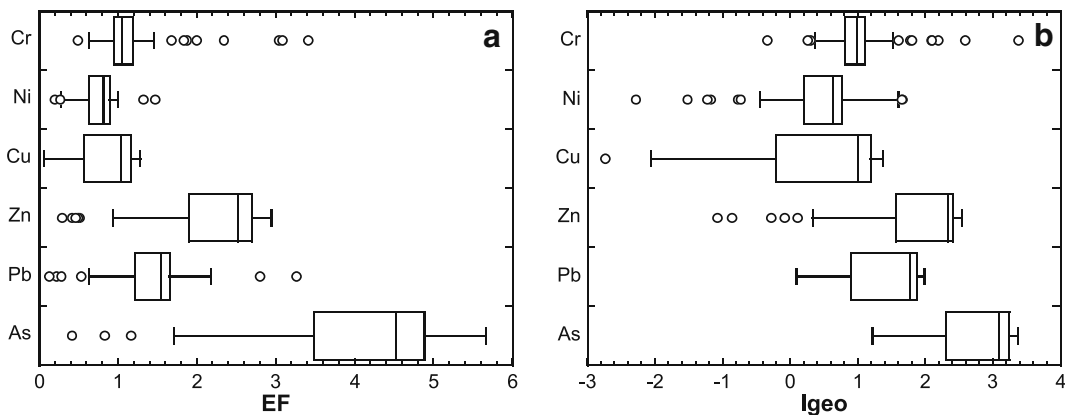 a
Cr
Ni
Cu
Zn
Pb
As
0 1 2 3 4 5 6
EF
b
Cr
Ni
Cu
Zn
Pb
As
-3 -2 -1 0 1 2 3 4
Igeo